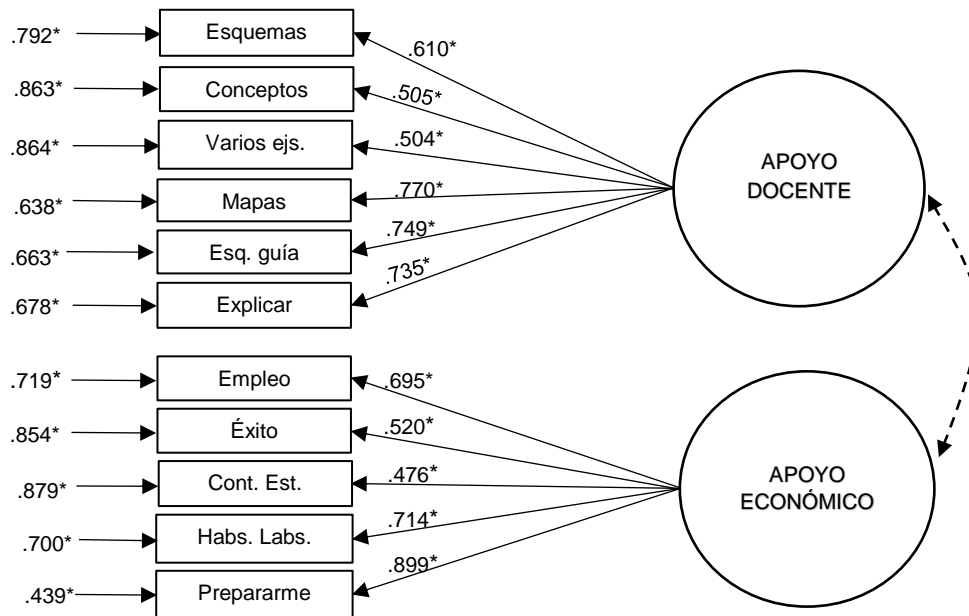 .792* Esquemas .610*
.863* Conceptos .505*
.864* Varios ejs. .504*
.638* Mapas .770*
.663* Esq. guía .749*
.678* Explicar .735*
APOYO
DOCENTE
.719* Empleo .695*
.854* Éxito .520*
.879* Cont. Est. .476*
.700* Habs. Labs. .714*
.439* Prepararme .899*
APOYO
ECONÓMICO